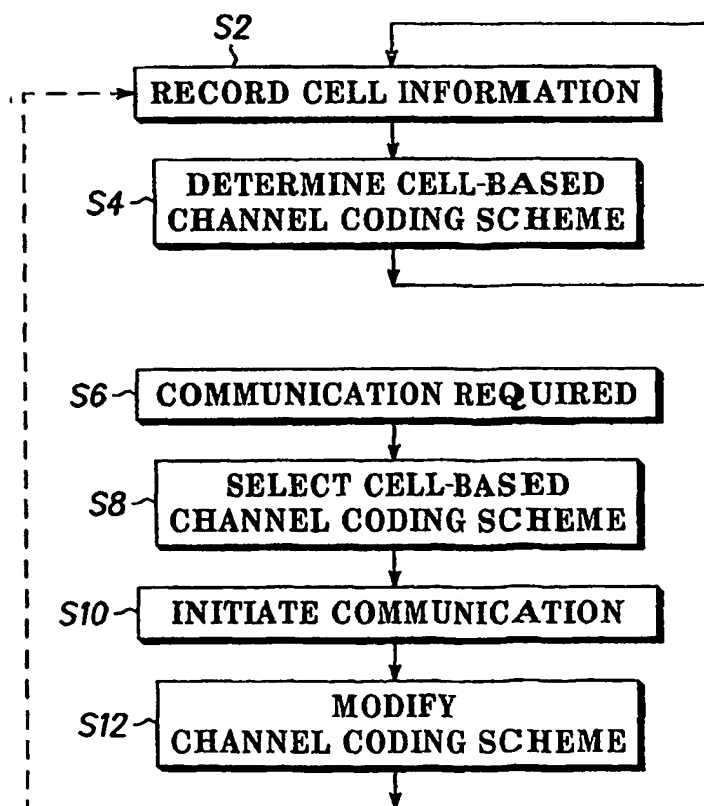 S2
RECORD CELL INFORMATION
S4
DETERMINE CELL-BASED
CHANNEL CODING SCHEME
S6
COMMUNICATION REQUIRED
S8
SELECT CELL-BASED
CHANNEL CODING SCHEME
S10
INITIATE COMMUNICATION
S12
MODIFY
CHANNEL CODING SCHEME